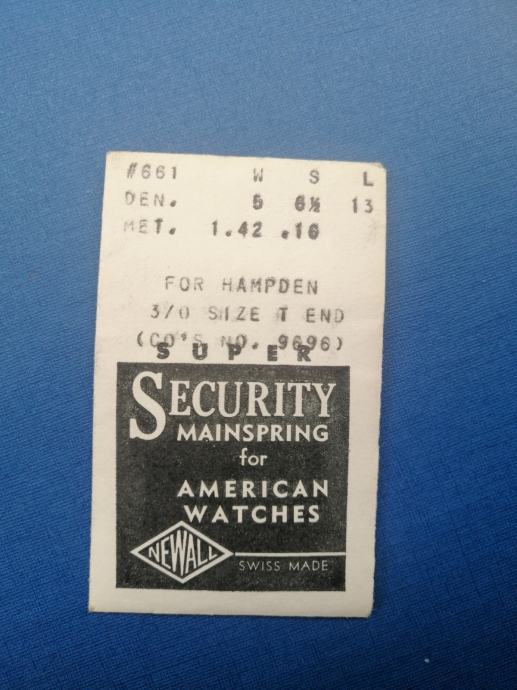 #661 W S L
DEN. 5 6½ 13
MET. 1.42 .16
FOR HAMPDEN
3/0 SIZE T END
(CO'S NO. 9696)
SUPER
SECURITY
MAINSPRING
for
AMERICAN
WATCHES
NEWALL
SWISS MADE